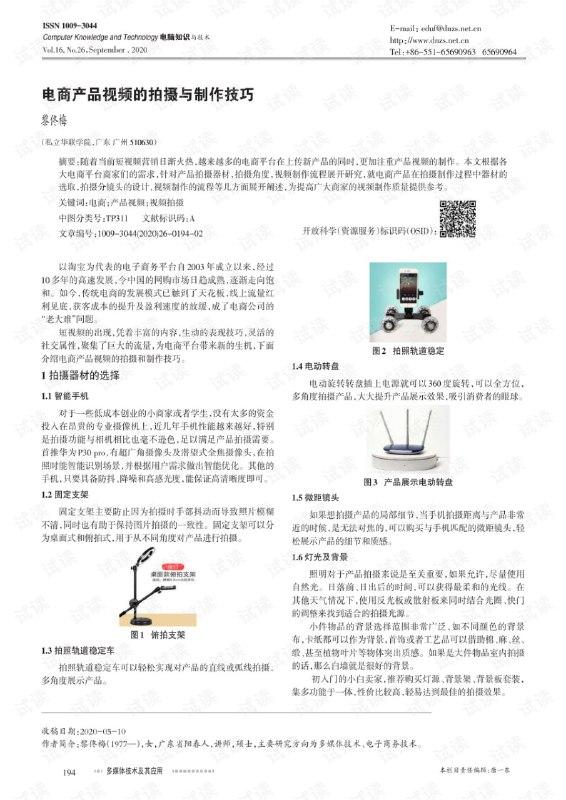 ISSN 1009-3044
Computer Knowledge and Technology 电脑知识与技术
Vol.16, No.26, September, 2020
E-mail: eduf@dnzs.net.cn
http://www.dnzs.net.cn
Tel:+86-551-65690963 65690964
电商产品视频的拍摄与制作技巧
黎佟梅
(私立华联学院,广东 广州 510630)
摘要:随着当前短视频营销日渐火热,越来越多的电商平台在上传新产品的同时,更加注重产品视频的制作。本文根据各
大电商平台商家们的需求,针对产品拍摄器材,拍摄角度,视频制作流程展开研究,就电商产品在拍摄制作过程中器材的
选取,拍摄分镜头的设计,视频制作的流程等几方面展开阐述,为提高广大商家的视频制作质量提供参考。
关键词:电商;产品视频;视频拍摄
中图分类号:TP311 文献标识码:A
文章编号:1009-3044(2020)26-0194-02
开放科学(资源服务)标识码(OSID):
以淘宝为代表的电子商务平台自2003年成立以来,经过
10多年的高速发展,令中国的网购市场日趋成熟,逐渐走向饱
和。如今,传统电商的发展模式已触到了天花板,线上流量红
利见底,获客成本的提升及盈利速度的放缓,成了电商公司的
“老大难”问题。
短视频的出现,凭着丰富的内容,生动的表现技巧,灵活的
社交属性,聚集了巨大的流量,为电商平台带来新的生机,下面
介绍电商产品视频的拍摄和制作技巧。
1 拍摄器材的选择
1.1 智能手机
对于一些低成本创业的小商家或者学生,没有太多的资金
投入在昂贵的专业摄像机上,近几年手机性能越来越好,特别
是拍摄功能与相机相比也毫不逊色,足以满足产品拍摄需要。
首推华为P30 pro,有超广角摄像头及潜望式全焦摄像头,在拍
照时能智能识别场景,并根据用户需求做出智能优化。其他的
手机,只要具备防抖、降噪和高感光度,能保证高清晰度即可。
1.2 固定支架
固定支架主要防止因为拍摄时手部抖动而导致照片模糊
不清,同时也有助于保持图片拍摄的一致性。固定支架可以分
为桌面式和俯拍式,用于从不同角度对产品进行拍摄。
桌面款俯拍支架
图1 俯拍支架
1.3 拍照轨道稳定车
拍照轨道稳定车可以轻松实现对产品的直线或弧线拍摄,
多角度展示产品。
图2 拍照轨道稳定
1.4 电动转盘
电动旋转转盘插上电源就可以360度旋转,可以全方位,
多角度拍摄产品,大大提升产品展示效果,吸引消费者的眼球。
图3 产品展示电动转盘
1.5 微距镜头
如果想拍摄产品的局部细节,当手机拍摄距离与产品非常
近的时候,是无法对焦的,可以购买与手机匹配的微距镜头,轻
松展示产品的细节和质感。
1.6 灯光及背景
照明对于产品拍摄来说是至关重要,如果允许,尽量使用
自然光。日落前、日出后的时间,可以获得最柔和的光线。在
其他天气情况下,使用反光板或散射板来同时结合光圈、快门
的调整来找到适合的拍摄光源。
小件物品的背景选择范围非常广泛,如不同颜色的背景
布,卡纸都可以作为背景,首饰或者工艺品可以借助棉、麻、丝、
缎、甚至植物叶片等物体突出质感。如果是大件物品室内拍摄
的话,那么白墙就是很好的背景。
初入门的小白卖家,推荐购买灯源、背景架、背景板套装,
集多功能于一体,性价比较高,轻易达到最佳的拍摄效果。
收稿日期:2020-05-10
作者简介:黎佟梅(1977—),女,广东省阳春人,讲师,硕士,主要研究方向为多媒体技术、电子商务技术。
194
多媒体技术及其应用
本栏目责任编辑:唐一东